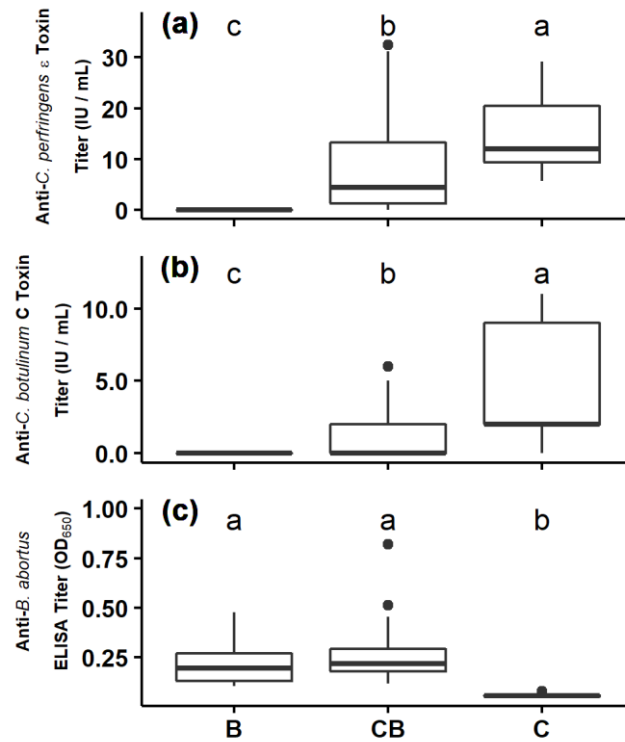 (a) c b a
Anti-C. perfringens ε Toxin
Titer (IU / mL)
30
20
10
0
(b) c b a
Anti-C. botulinum C Toxin
Titer (IU / mL)
10.0
5.0
0.0
(c) a a b
Anti-B. abortus
ELISA Titer (OD650)
1.00
0.75
0.50
0.25
B CB C